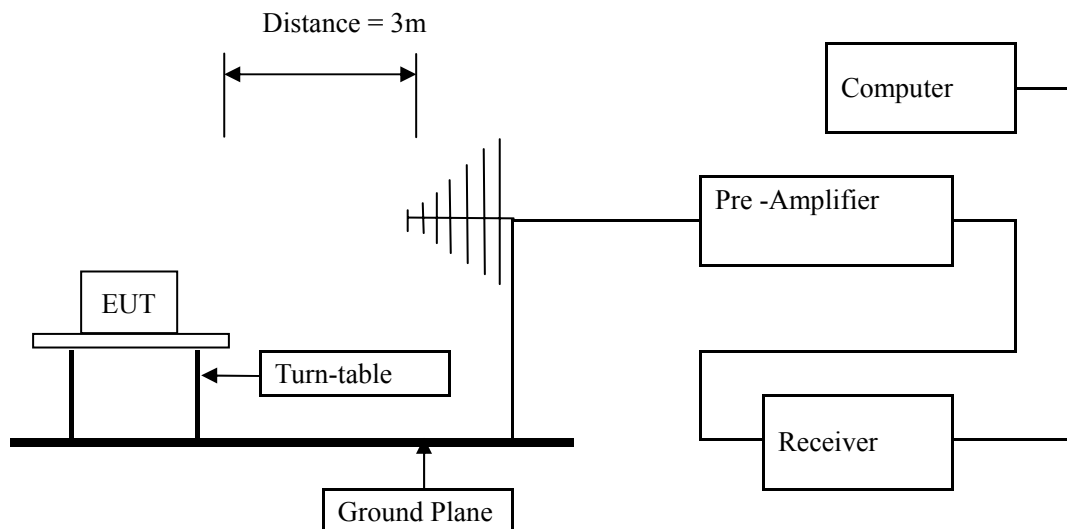 Distance = 3m
Computer
Pre -Amplifier
EUT
Turn-table
Receiver
Ground Plane